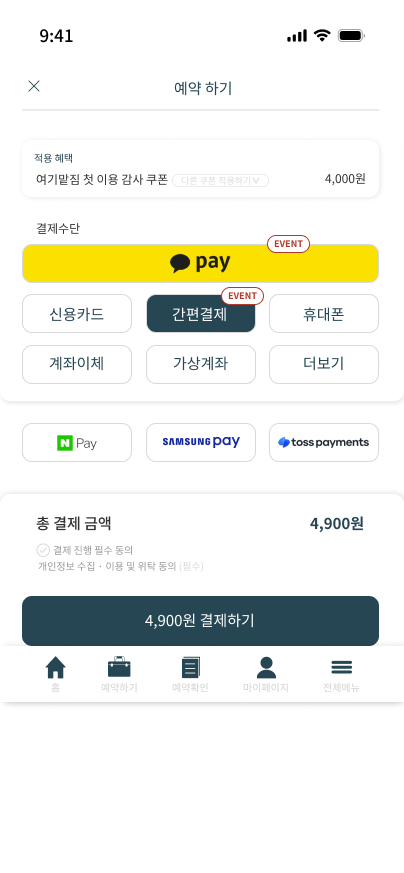 9:41
예약 하기
적용 혜택
여기맡짐 첫 이용 감사 쿠폰 다른 쿠폰 적용하기∨ 4,000원
결제수단
EVENT
pay
EVENT
신용카드 간편결제 휴대폰
계좌이체 가상계좌 더보기
N Pay SAMSUNG pay toss payments
총 결제 금액 4,900원
결제 진행 필수 동의
개인정보 수집 · 이용 및 위탁 동의 (필수)
4,900원 결제하기
홈 예약하기 예약확인 마이페이지 전체메뉴